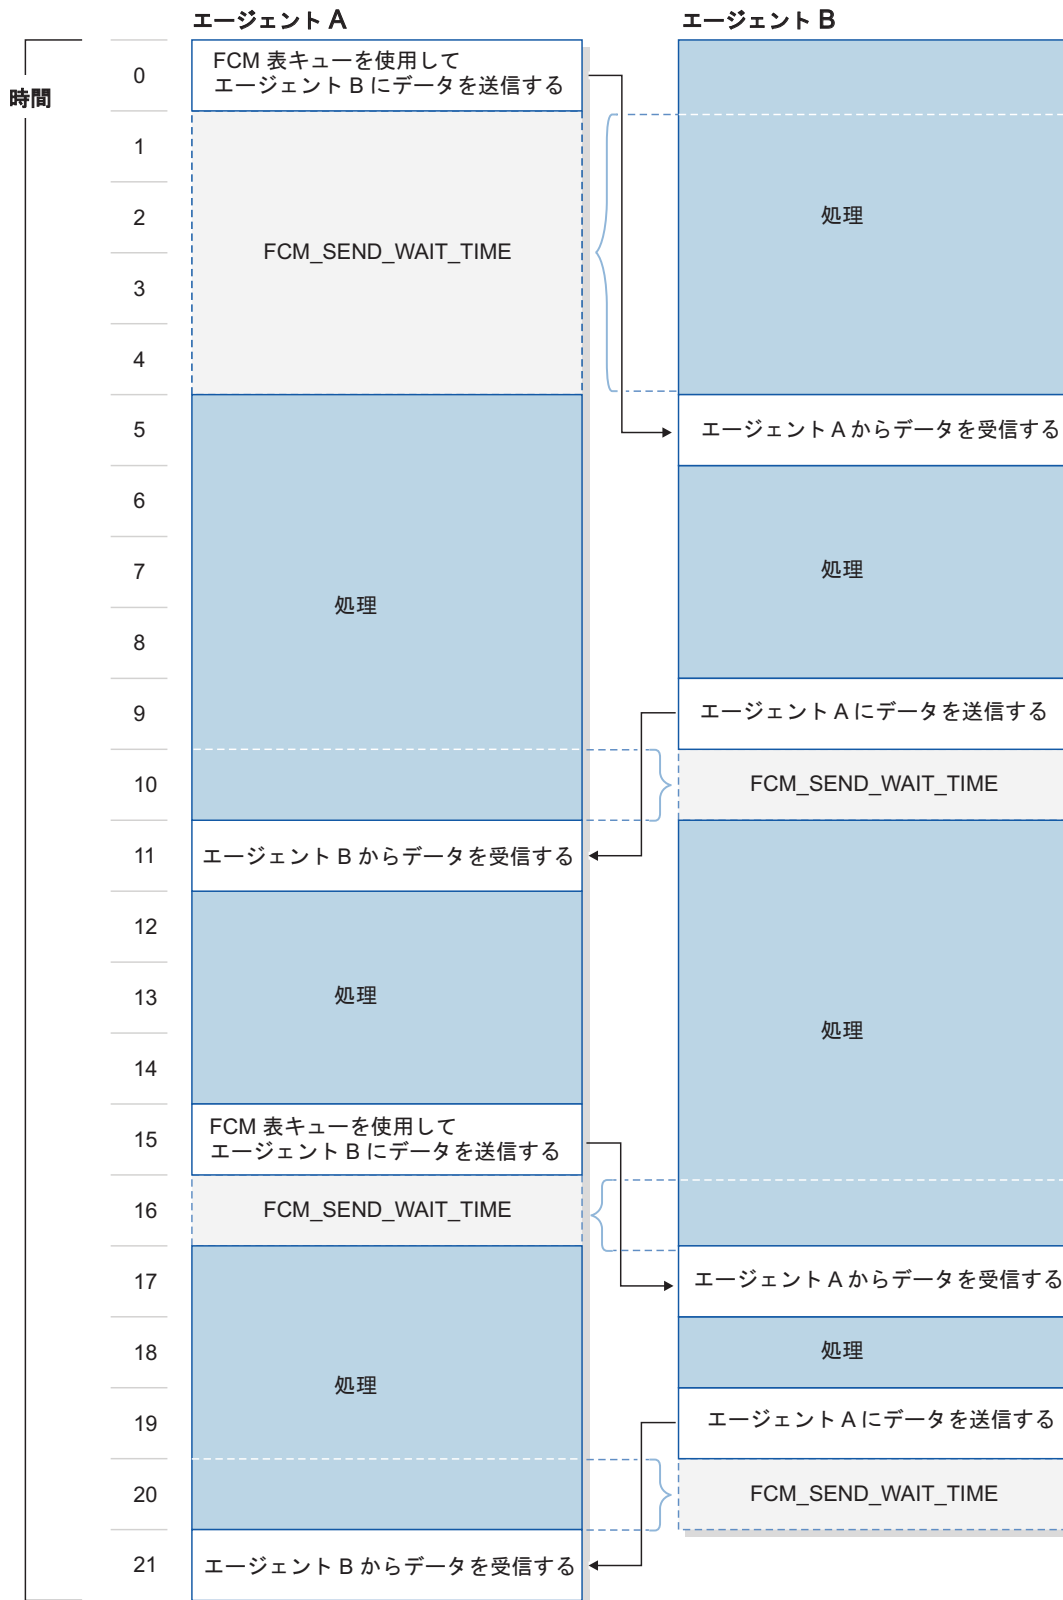 エージェント A
エージェント B
時間
0
FCM 表キューを使用して
エージェント B にデータを送信する
1
2
処理
FCM_SEND_WAIT_TIME
3
4
5
エージェント A からデータを受信する
6
7
処理
処理
8
9
エージェント A にデータを送信する
10
FCM_SEND_WAIT_TIME
11
エージェント B からデータを受信する
12
13
処理
処理
14
15
FCM 表キューを使用して
エージェント B にデータを送信する
16
FCM_SEND_WAIT_TIME
17
エージェント A からデータを受信する
18
処理
処理
19
エージェント A にデータを送信する
20
FCM_SEND_WAIT_TIME
21
エージェント B からデータを受信する